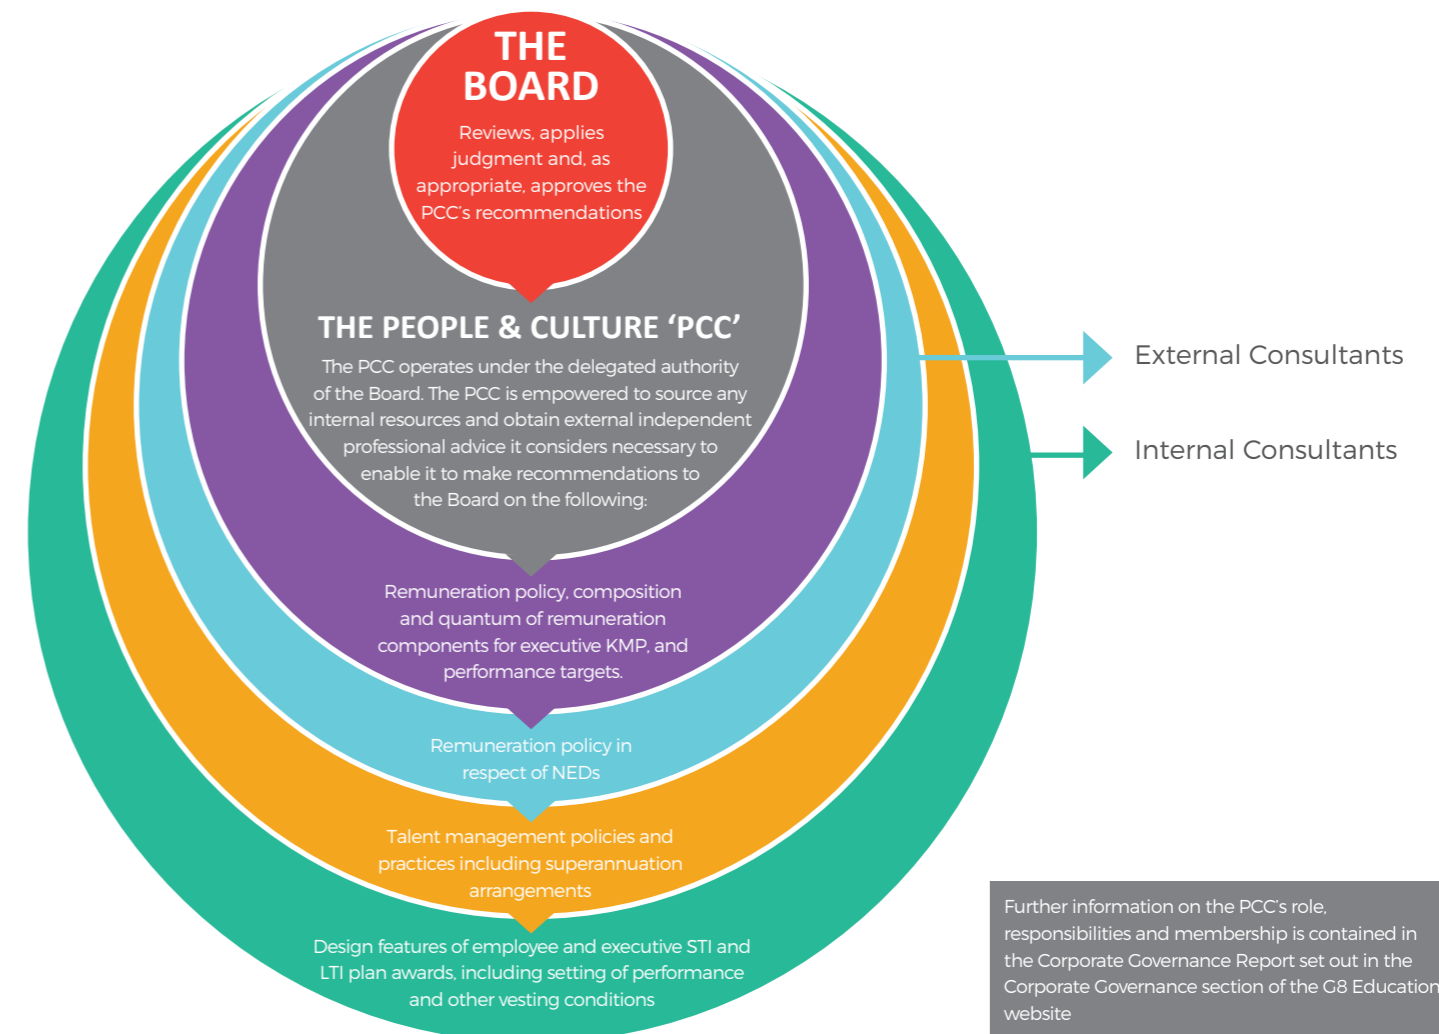 THE
BOARD
Reviews, applies
judgment and, as
appropriate, approves the
PCC’s recommendations
THE PEOPLE & CULTURE ‘PCC’
The PCC operates under the delegated authority
of the Board. The PCC is empowered to source any
internal resources and obtain external independent
professional advice it considers necessary to
enable it to make recommendations to
the Board on the following:
External Consultants
Internal Consultants
Remuneration policy, composition
and quantum of remuneration
components for executive KMP, and
performance targets.
Remuneration policy in
respect of NEDs
Talent management policies and
practices including superannuation
arrangements
Design features of employee and executive STI and
LTI plan awards, including setting of performance
and other vesting conditions
Further information on the PCC’s role,
responsibilities and membership is contained in
the Corporate Governance Report set out in the
Corporate Governance section of the G8 Education
website